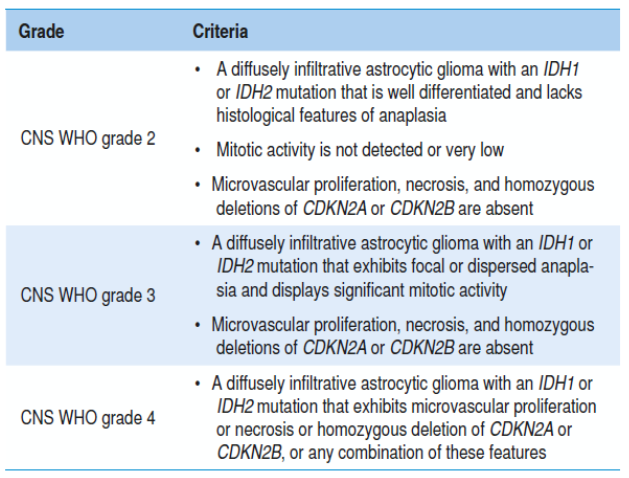 Grade Criteria
• A diffusely infiltrative astrocytic glioma with an IDH1
or IDH2 mutation that is well differentiated and lacks
histological features of anaplasia
CNS WHO grade 2
• Mitotic activity is not detected or very low
• Microvascular proliferation, necrosis, and homozygous
deletions of CDKN2A or CDKN2B are absent
• A diffusely infiltrative astrocytic glioma with an IDH1 or
IDH2 mutation that exhibits focal or dispersed anapla-
sia and displays significant mitotic activity
CNS WHO grade 3
• Microvascular proliferation, necrosis, and homozygous
deletions of CDKN2A or CDKN2B are absent
• A diffusely infiltrative astrocytic glioma with an IDH1 or
IDH2 mutation that exhibits microvascular proliferation
CNS WHO grade 4
or necrosis or homozygous deletion of CDKN2A or
CDKN2B, or any combination of these features